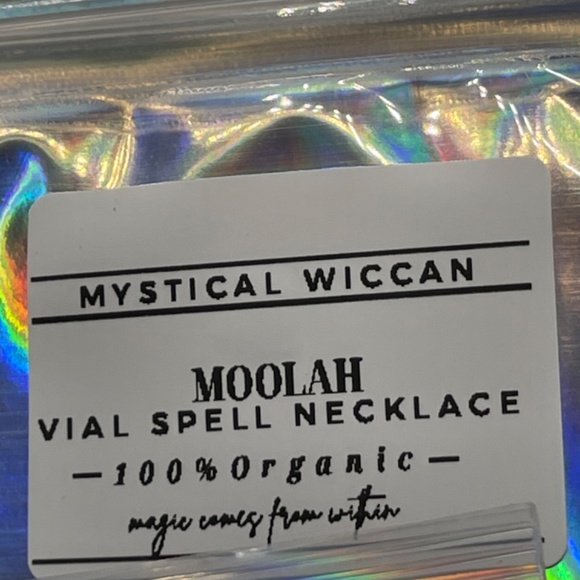 MYSTICAL WICCAN
MOOLAH
VIAL SPELL NECKLACE
—100%Organic—
magic comes from within